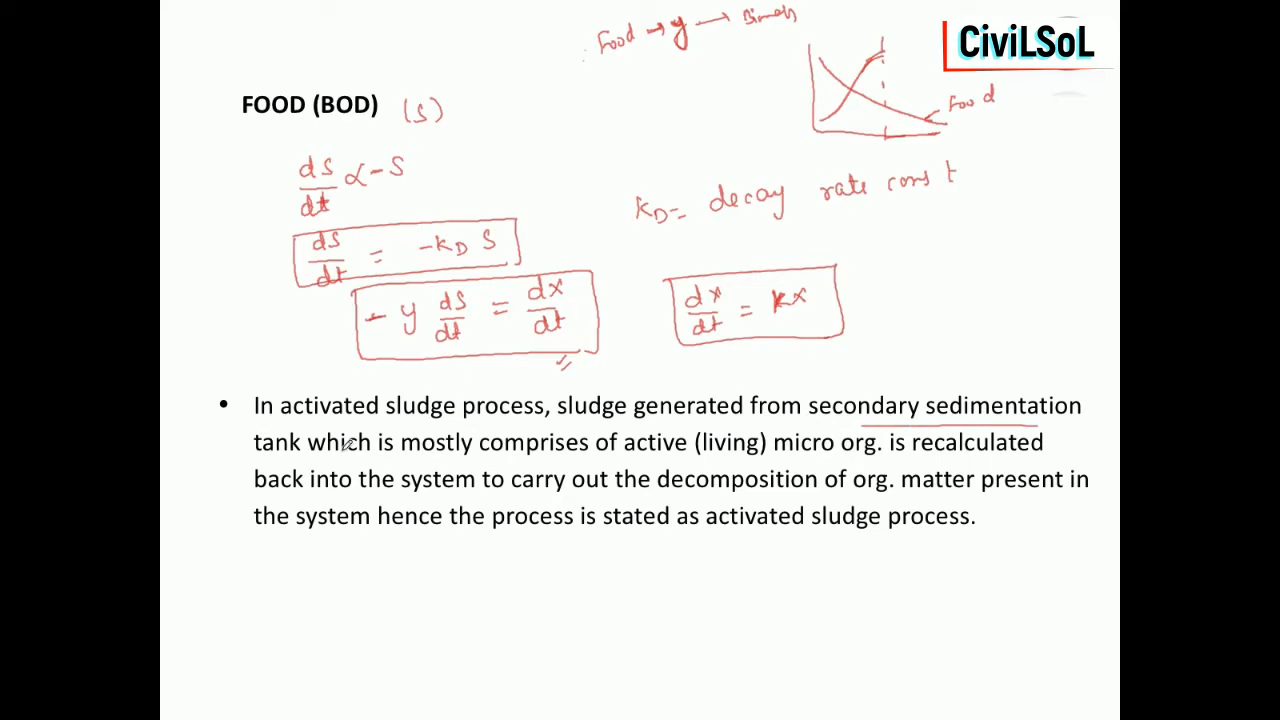 Food → y →
CiviLSoL
FOOD (BOD) (S)
Food
dS/dt ∝ - S
K_D = decay rate const
dS/dt = -K_D S
- y dS/dt = dx/dt
dx/dt = kx
• In activated sludge process, sludge generated from secondary sedimentation
tank which is mostly comprises of active (living) micro org. is recalculated
back into the system to carry out the decomposition of org. matter present in
the system hence the process is stated as activated sludge process.